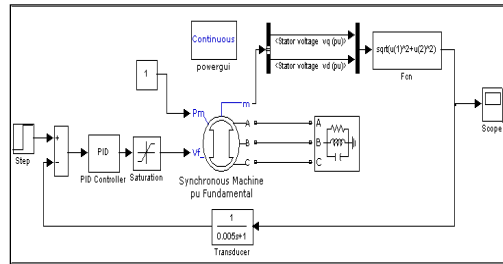 Continuous
powergui
<Stator voltage vq (pu)>
<Stator voltage vd (pu)>
sqrt(u(1)^2+u(2)^2)
Fcn
Scope
1
Pm
m
Vf_
A
B
C
A
B
C
+
−
Step
PID
PID Controller
Saturation
Synchronous Machine
pu Fundamental
1
0.005s+1
Transducer